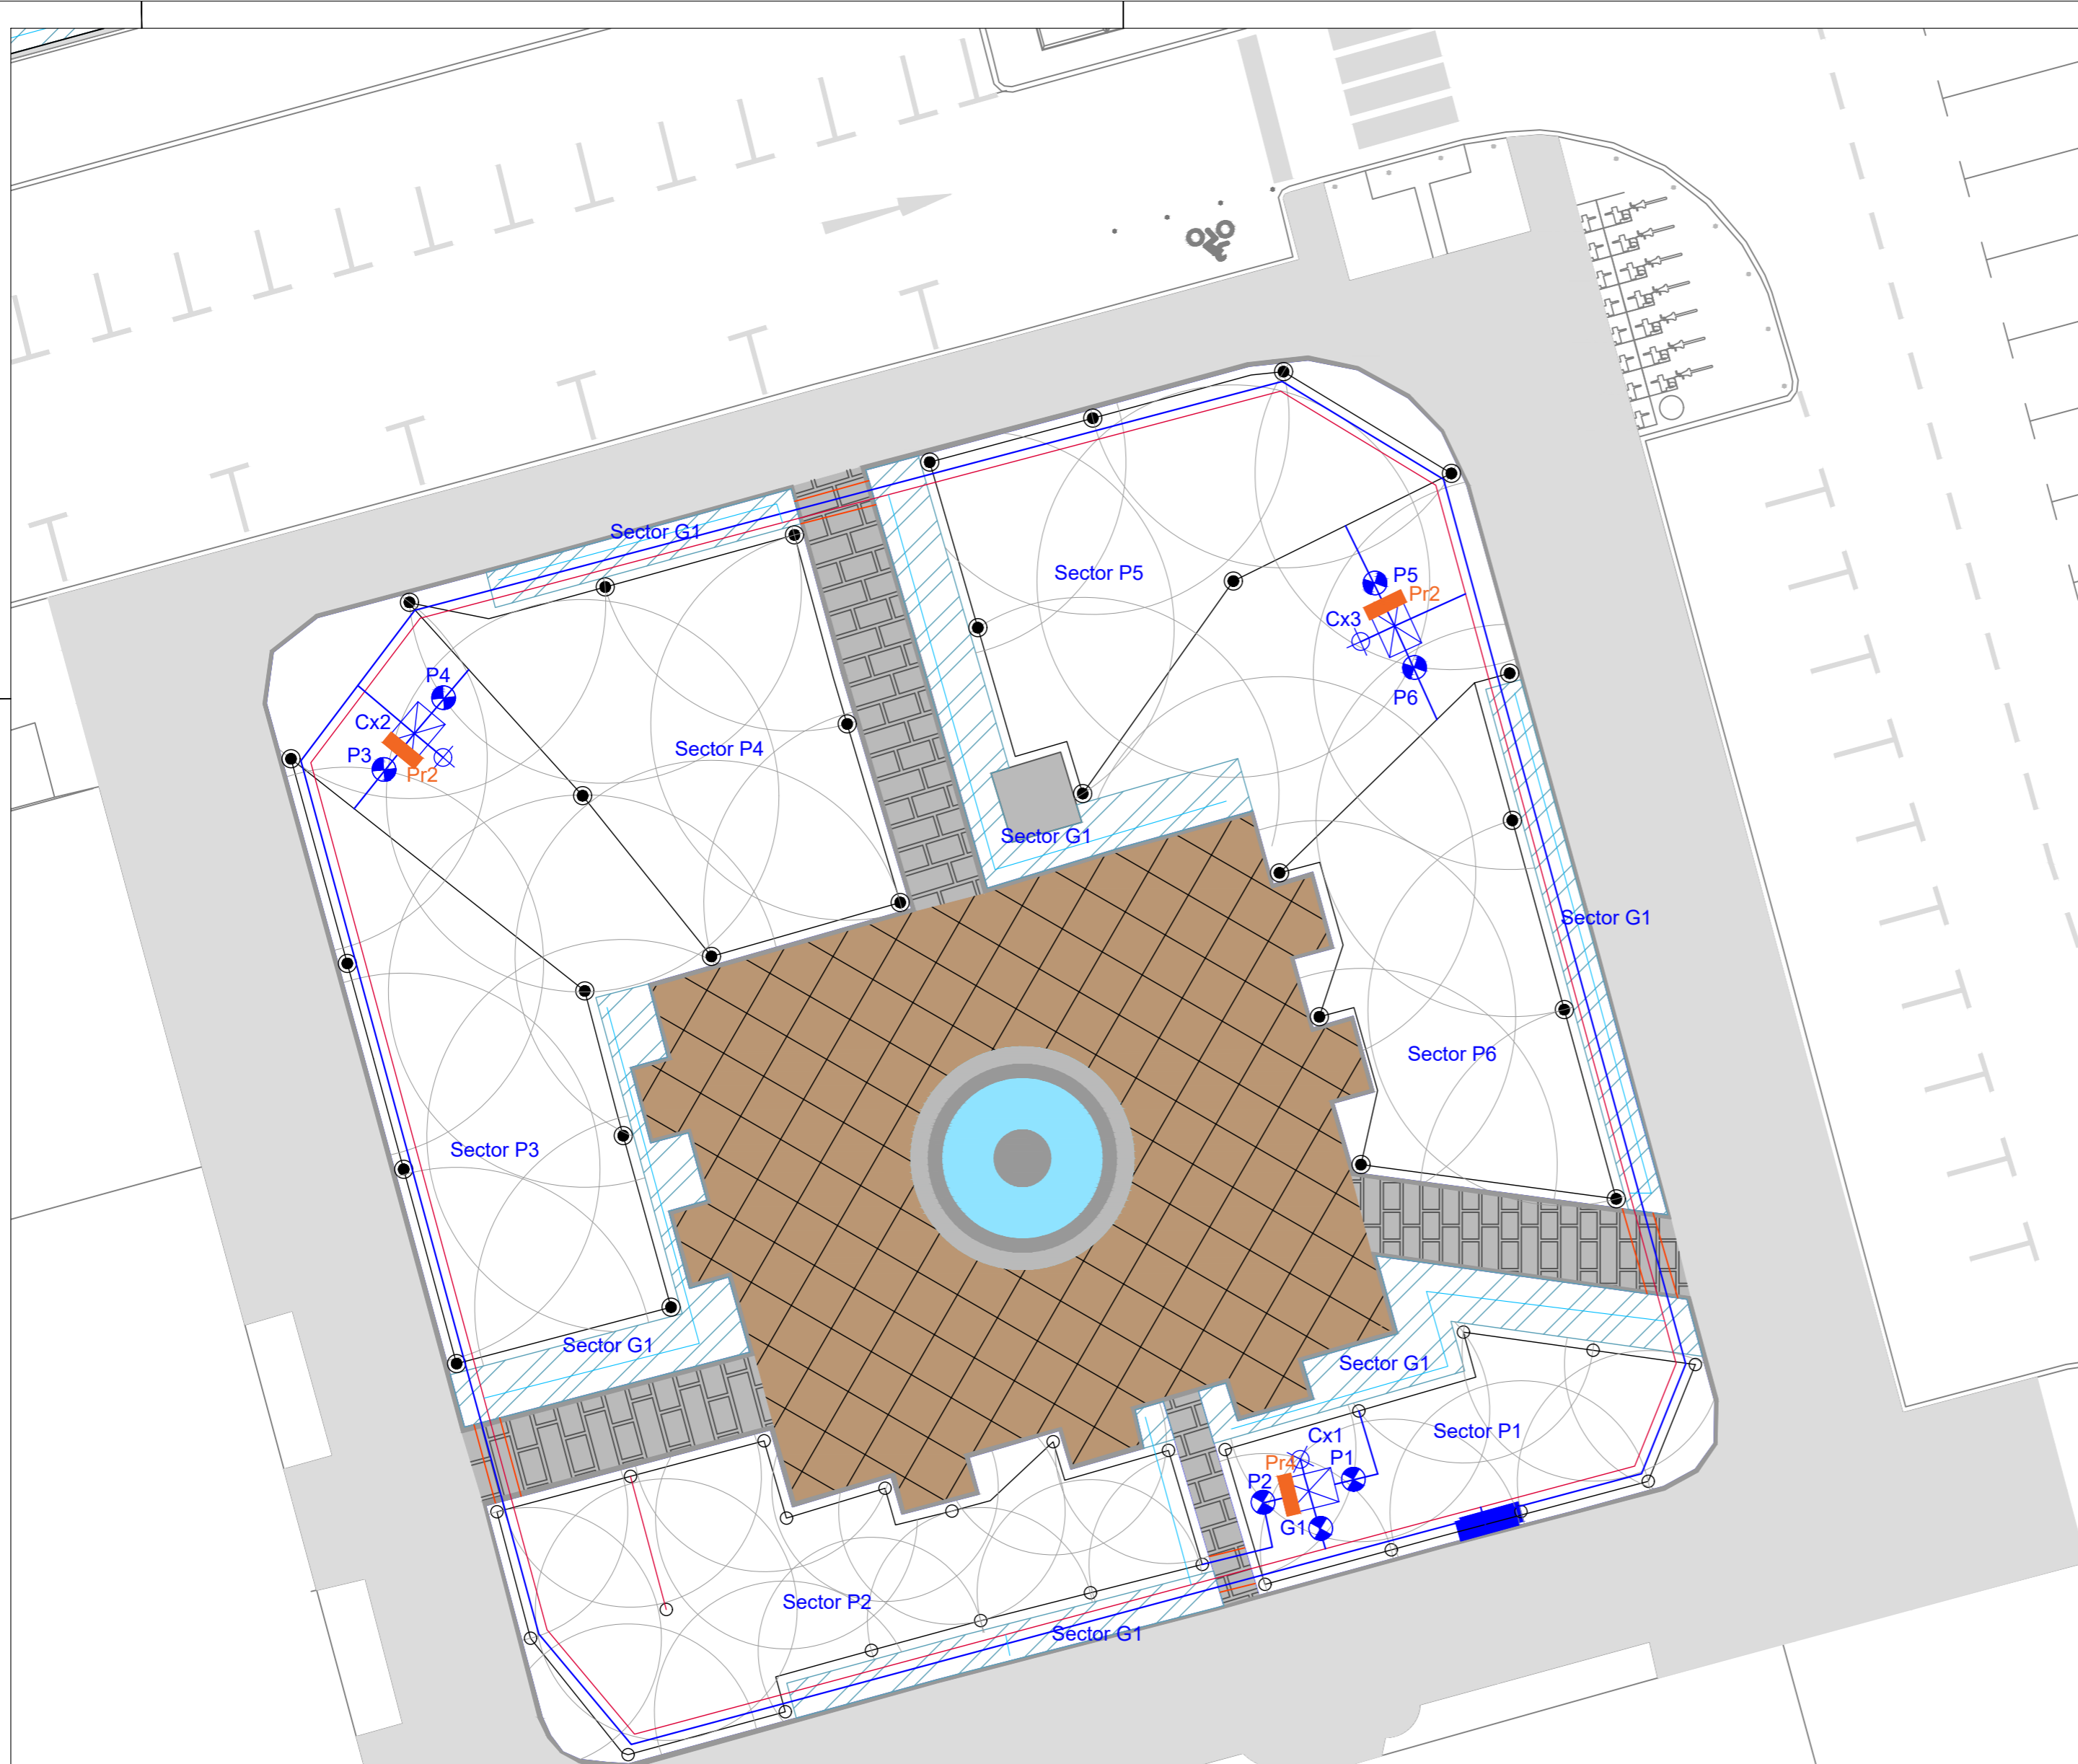 Sector G1
Sector P5
P5
Pr2
Cx3
P6
P4
Cx2
P3
Pr2
Sector P4
Sector G1
Sector G1
Sector P6
Sector P3
Sector G1
Sector G1
Sector P1
Cx1
Pr4
P1
P2
G1
Sector P2
Sector G1